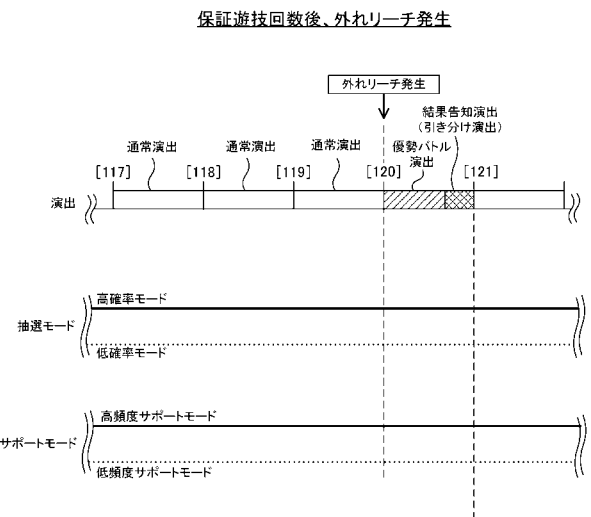 保証遊技回数後、外れリーチ発生
外れリーチ発生
結果告知演出
(引き分け演出)
通常演出
通常演出
通常演出
優勢バトル
演出
[117]
[118]
[119]
[120]
[121]
演出
高確率モード
抽選モード
低確率モード
高頻度サポートモード
サポートモード
低頻度サポートモード